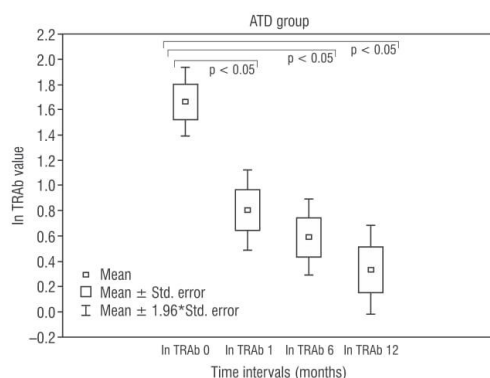 ATD group
p < 0.05
p < 0.05
p < 0.05
2.2
2.0
1.8
1.6
1.4
1.2
1.0
0.8
0.6
0.4
0.2
0.0
−0.2
ln TRAb value
Mean
Mean ± Std. error
Mean ± 1.96*Std. error
ln TRAb 0 ln TRAb 1 ln TRAb 6 ln TRAb 12
Time intervals (months)